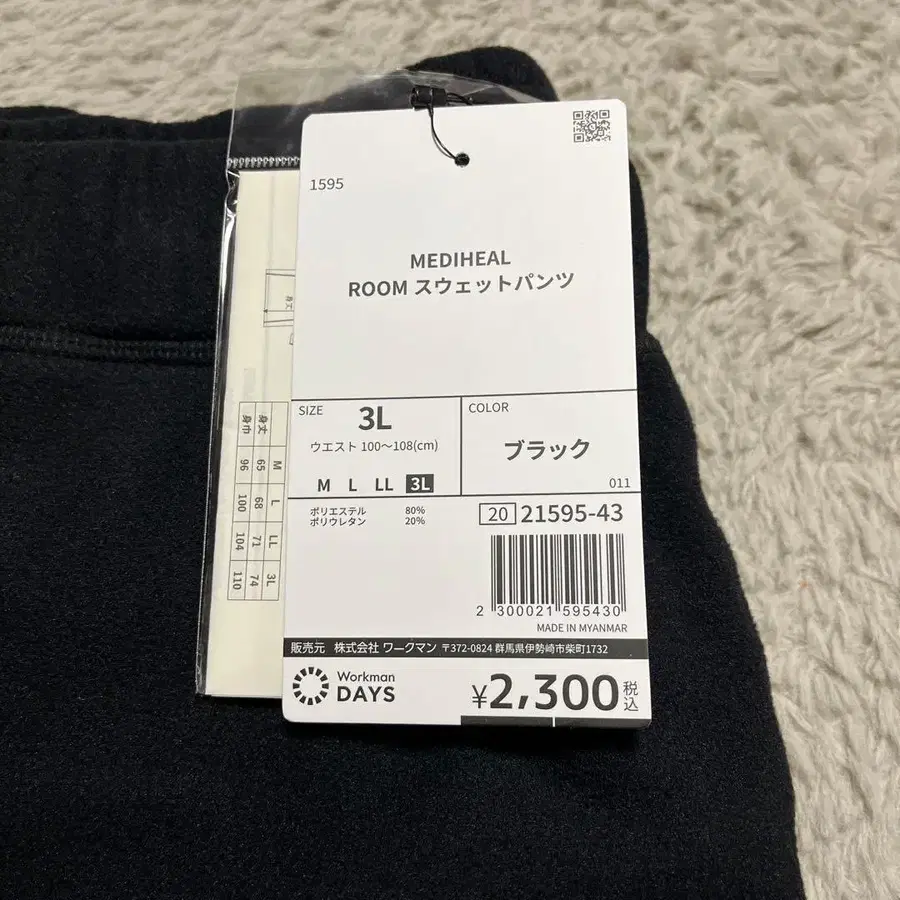 1595
MEDIHEAL
ROOM スウェットパンツ
SIZE
3L
ウエスト 100〜108(cm)
M L LL 3L
COLOR
ブラック
011
ポリエステル 80%
ポリウレタン 20%
20 21595-43
2 300021 595430
MADE IN MYANMAR
販売元 株式会社 ワークマン 〒372-0824 群馬県伊勢崎市柴町1732
Workman
DAYS
¥2,300 税込
身丈
M L LL 3L
身丈 65 68 71 74
身巾 96 100 104 110